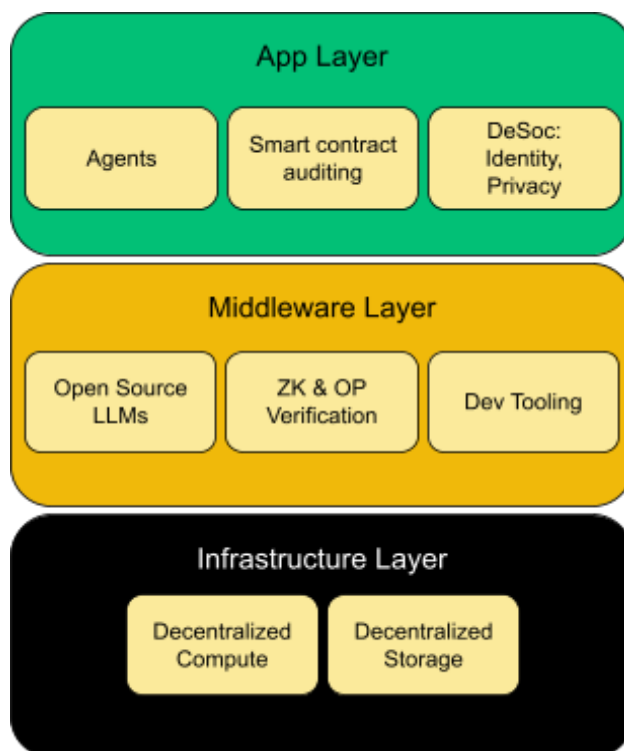 App Layer
Agents
Smart contract
auditing
DeSoc:
Identity,
Privacy
Middleware Layer
Open Source
LLMs
ZK & OP
Verification
Dev Tooling
Infrastructure Layer
Decentralized
Compute
Decentralized
Storage